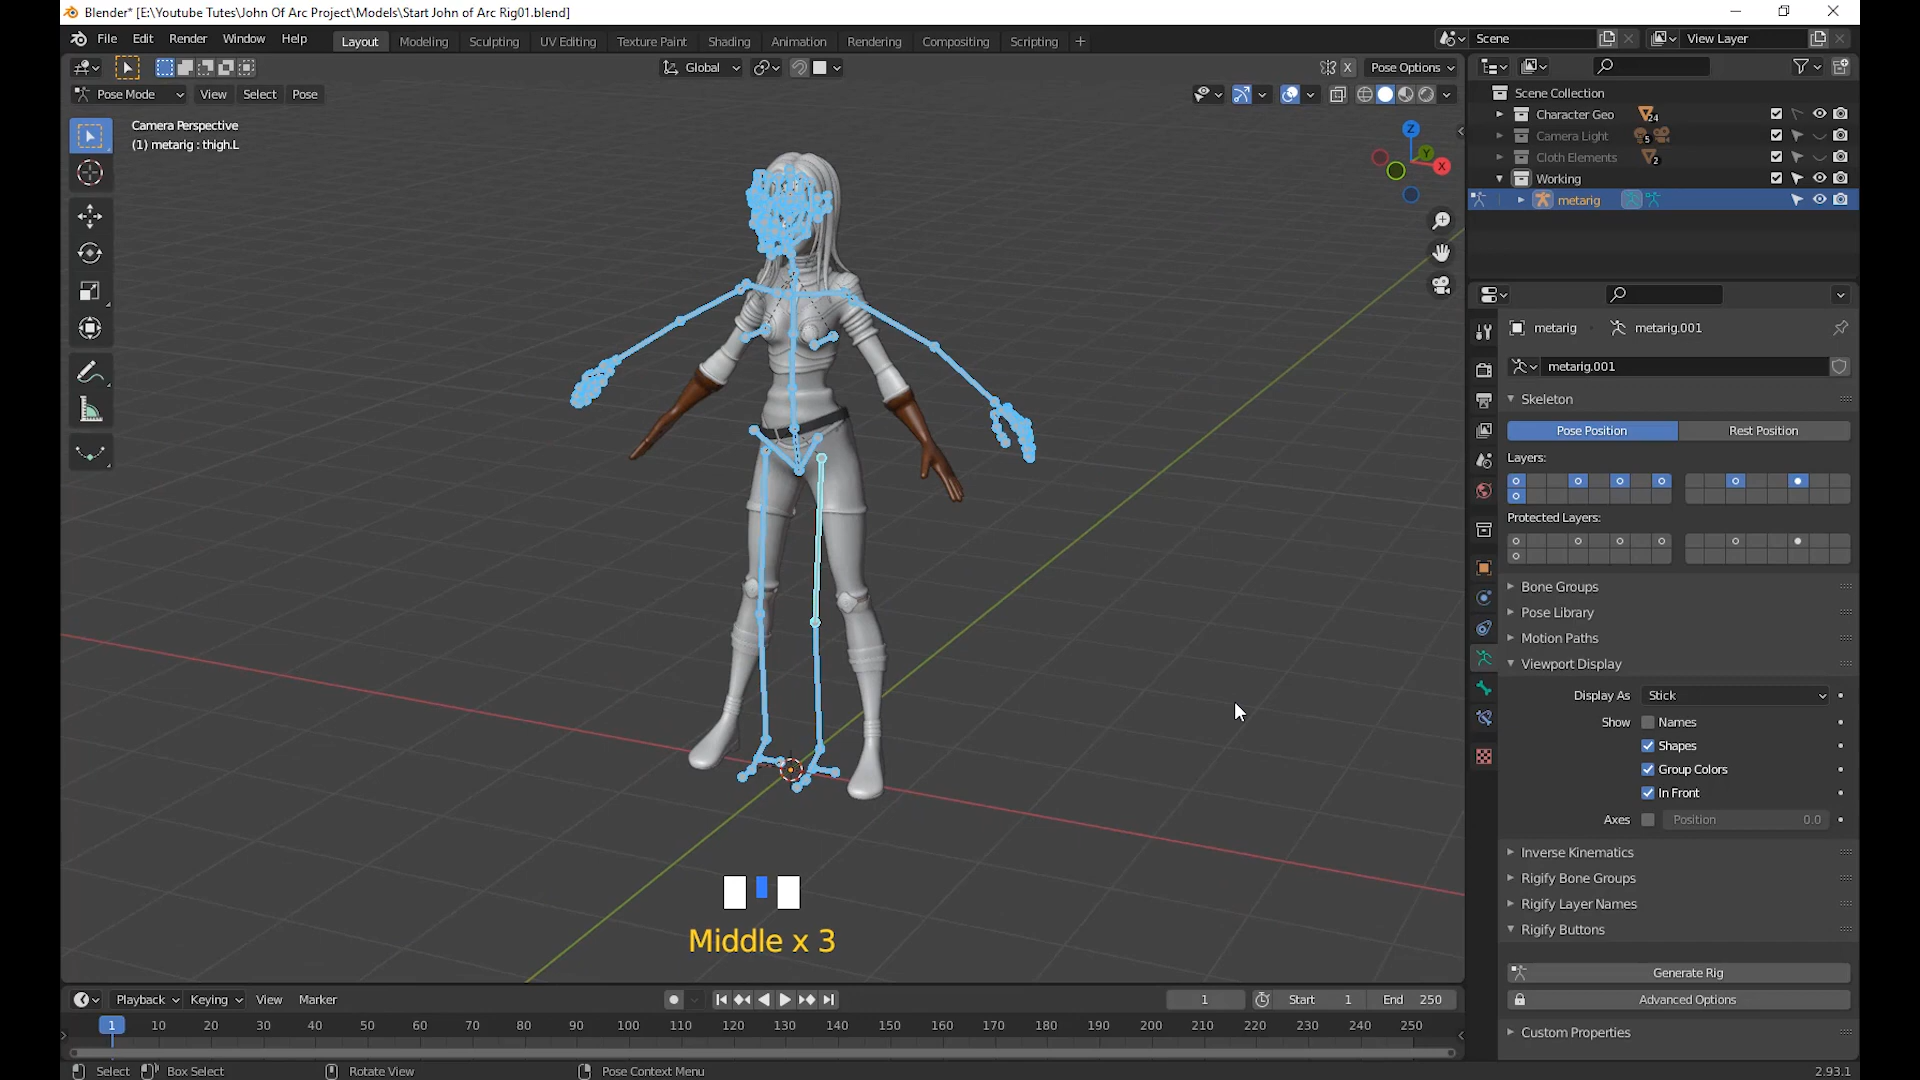 Blender* [E:\Youtube Tutes\John Of Arc Project\Models\Start John of Arc Rig01.blend]
File Edit Render Window Help Layout Modeling Sculpting UV Editing Texture Paint Shading Animation Rendering Compositing Scripting + Scene View Layer
Global X Pose Options
Pose Mode View Select Pose
Camera Perspective
(1) metarig : thigh.L
Z
Y
X
Scene Collection
Character Geo 24
Camera Light 5
Cloth Elements 2
Working
metarig
metarig metarig.001
metarig.001
Skeleton
Pose Position Rest Position
Layers:
Protected Layers:
Bone Groups
Pose Library
Motion Paths
Viewport Display
Display As Stick
Show Names
Shapes
Group Colors
In Front
Axes Position 0.0
Inverse Kinematics
Rigify Bone Groups
Rigify Layer Names
Rigify Buttons
Generate Rig
Advanced Options
Custom Properties
Middle x 3
Playback Keying View Marker 1 Start 1 End 250
1 10 20 30 40 50 60 70 80 90 100 110 120 130 140 150 160 170 180 190 200 210 220 230 240 250
Select Box Select Rotate View Pose Context Menu 2.93.1